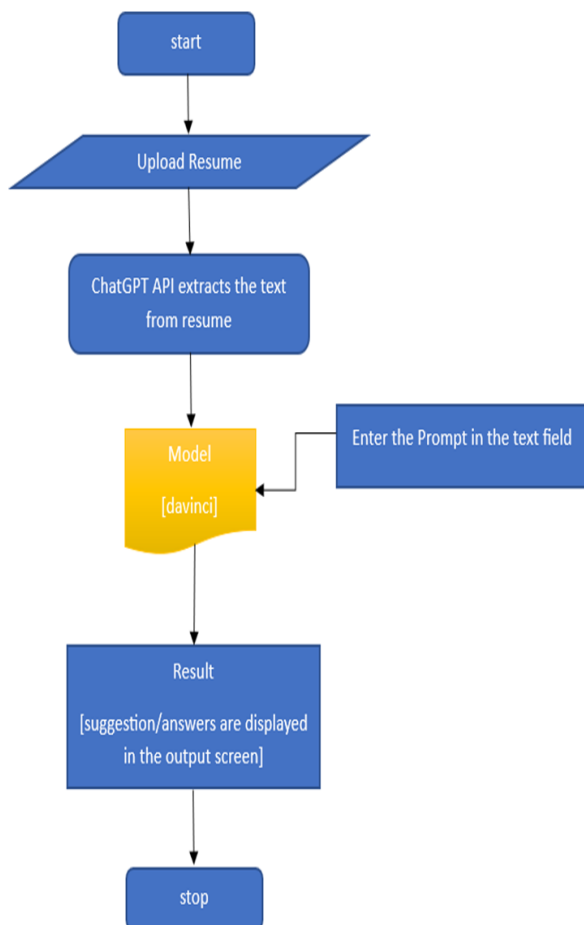 start
Upload Resume
ChatGPT API extracts the text
from resume
Model
[davinci]
Enter the Prompt in the text field
Result
[suggestion/answers are displayed
in the output screen]
stop